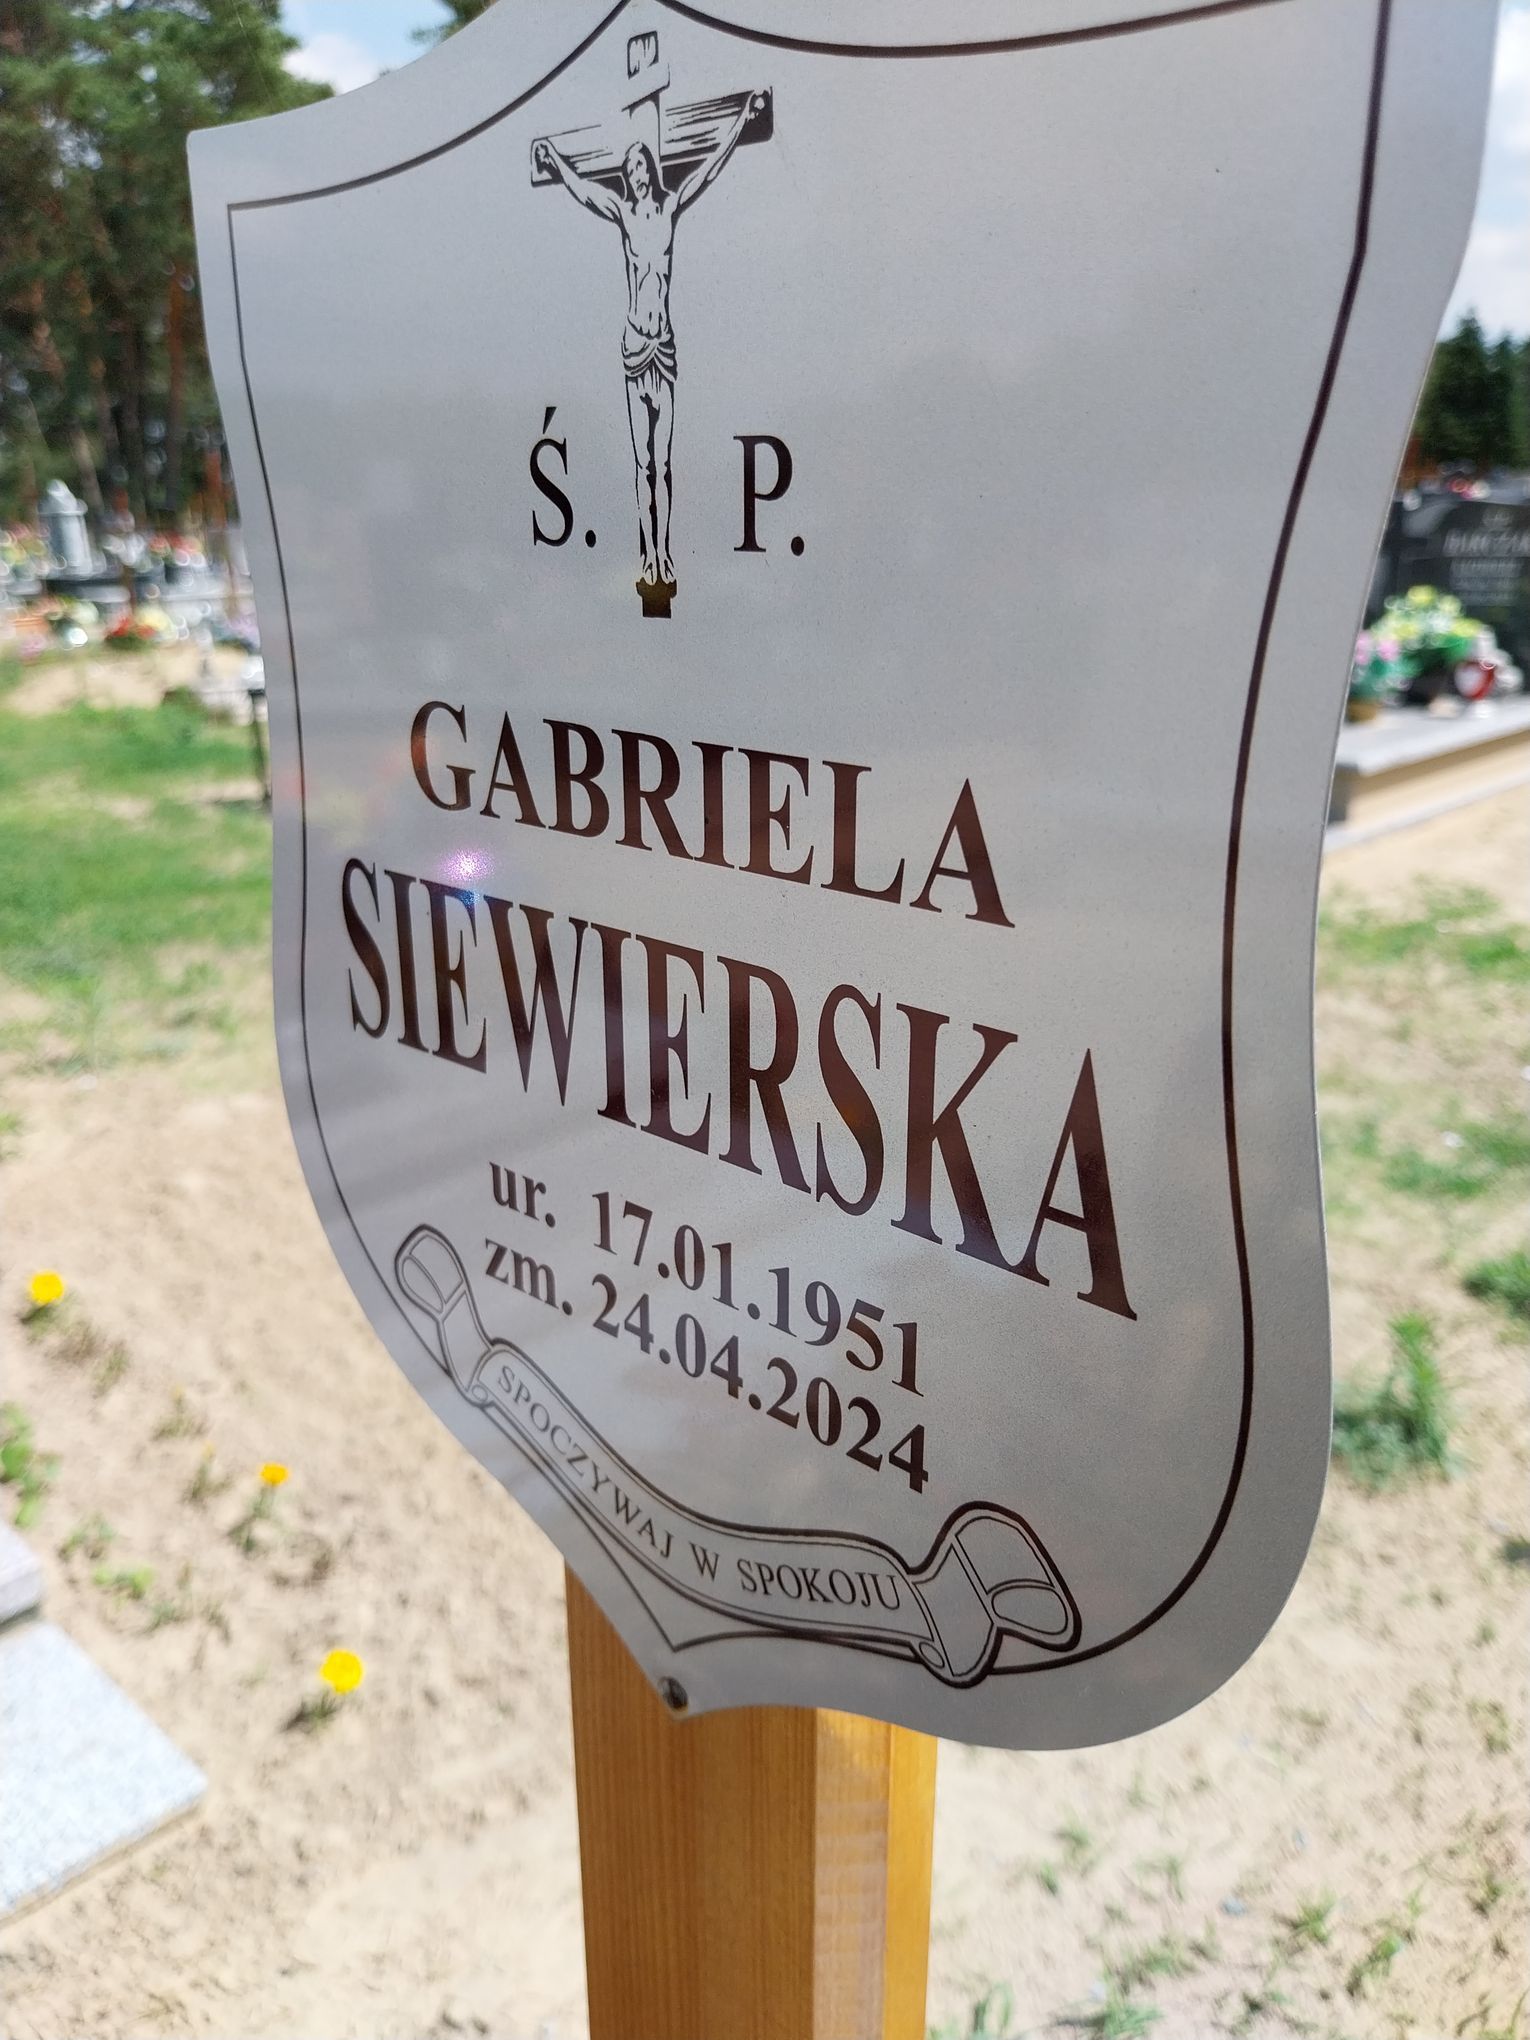 Ś. P.
GABRIELA
SIEWIERSKA
ur. 17.01.1951
zm. 24.04.2024
SPOCZYWAJ W SPOKOJU